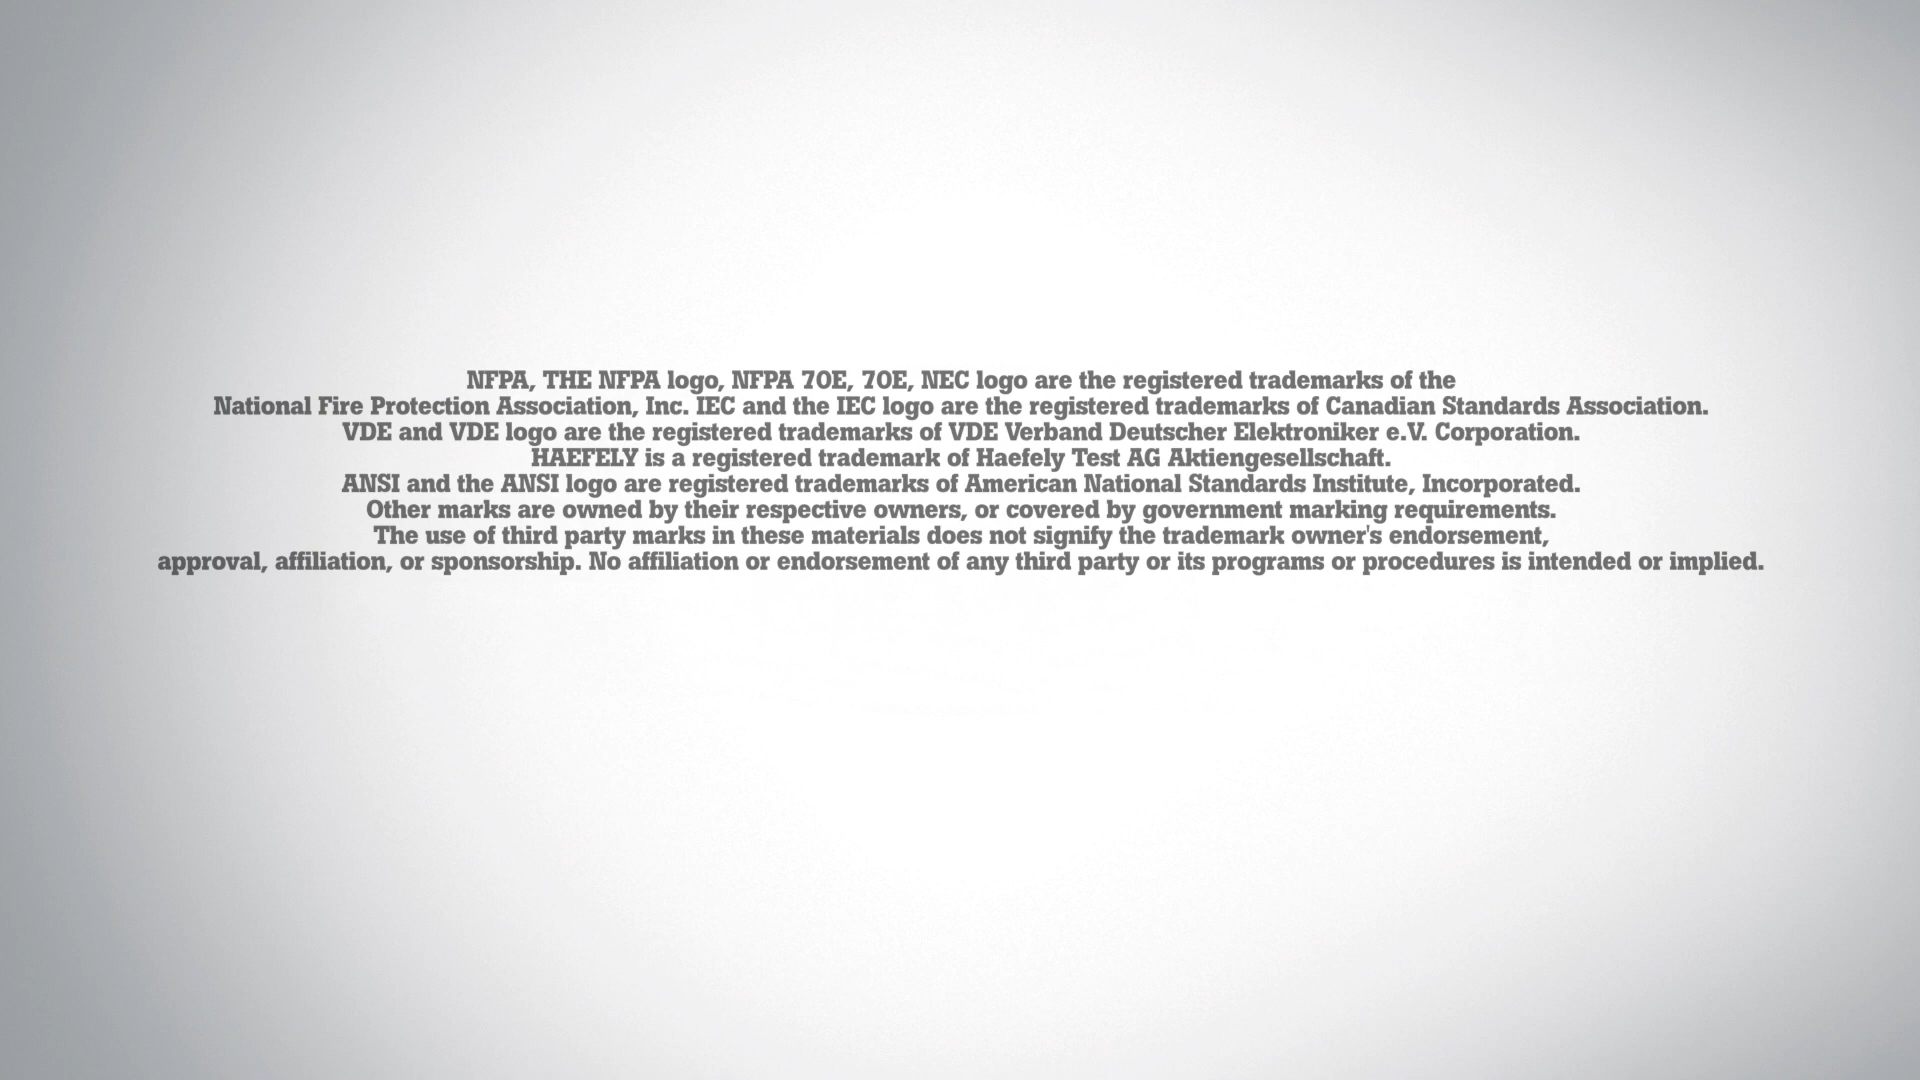 NFPA, THE NFPA logo, NFPA 70E, 70E, NEC logo are the registered trademarks of the
National Fire Protection Association, Inc. IEC and the IEC logo are the registered trademarks of Canadian Standards Association.
VDE and VDE logo are the registered trademarks of VDE Verband Deutscher Elektroniker e.V. Corporation.
HAEFELY is a registered trademark of Haefely Test AG Aktiengesellschaft.
ANSI and the ANSI logo are registered trademarks of American National Standards Institute, Incorporated.
Other marks are owned by their respective owners, or covered by government marking requirements.
The use of third party marks in these materials does not signify the trademark owner's endorsement,
approval, affiliation, or sponsorship. No affiliation or endorsement of any third party or its programs or procedures is intended or implied.